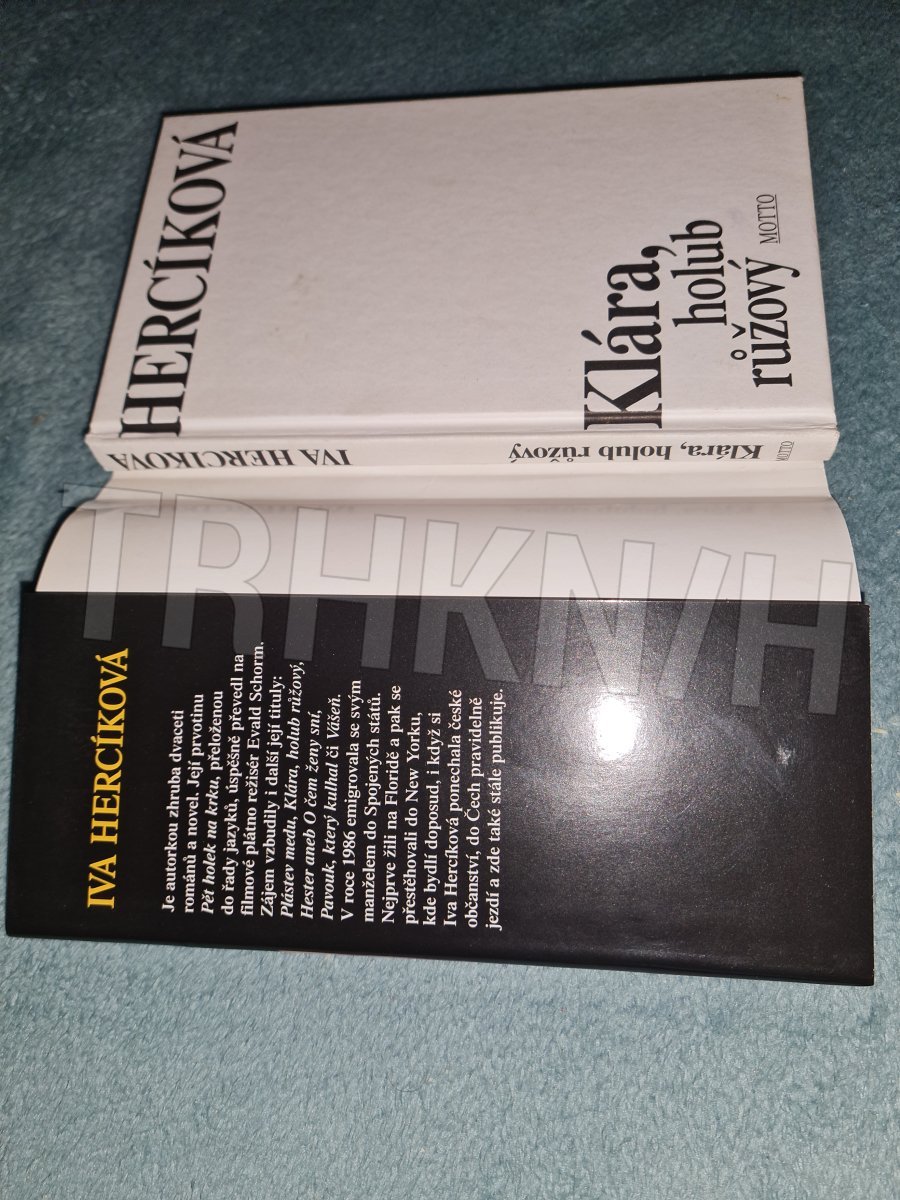 HERCÍKOVÁ
Klára,
holub
růžový
MOTTO
IVA HERCÍKOVÁ
Klára, holub růžový
MOTTO
TRHKNIH
IVA HERCÍKOVÁ
Je autorkou zhruba dvaceti
románů a novel. Její prvotinu
Pět holek na krku, přeloženou
do řady jazyků, úspěšně převedl na
filmové plátno režisér Evald Schorm.
Zájem vzbudily i další její tituly:
Plástev medu, Klára, holub růžový,
Hester aneb O čem ženy sní,
Pavouk, který kulhal či Vášeň.
V roce 1986 emigrovala se svým
manželem do Spojených států.
Nejprve žili na Floridě a pak se
přestěhovali do New Yorku,
kde bydlí doposud, i když si
Iva Hercíková ponechala české
občanství, do Čech pravidelně
jezdí a zde také stále publikuje.